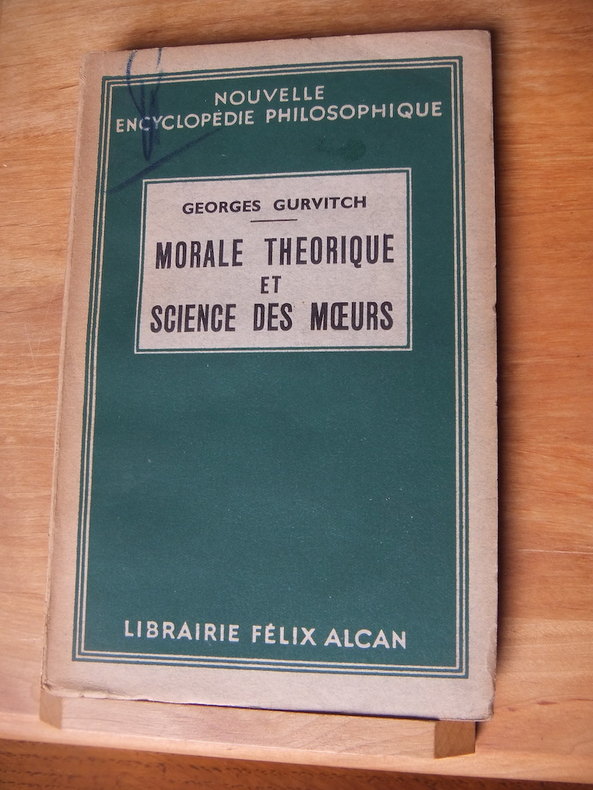 NOUVELLE
ENCYCLOPÉDIE PHILOSOPHIQUE
GEORGES GURVITCH
MORALE THEORIQUE
ET
SCIENCE DES MŒURS
LIBRAIRIE FÉLIX ALCAN